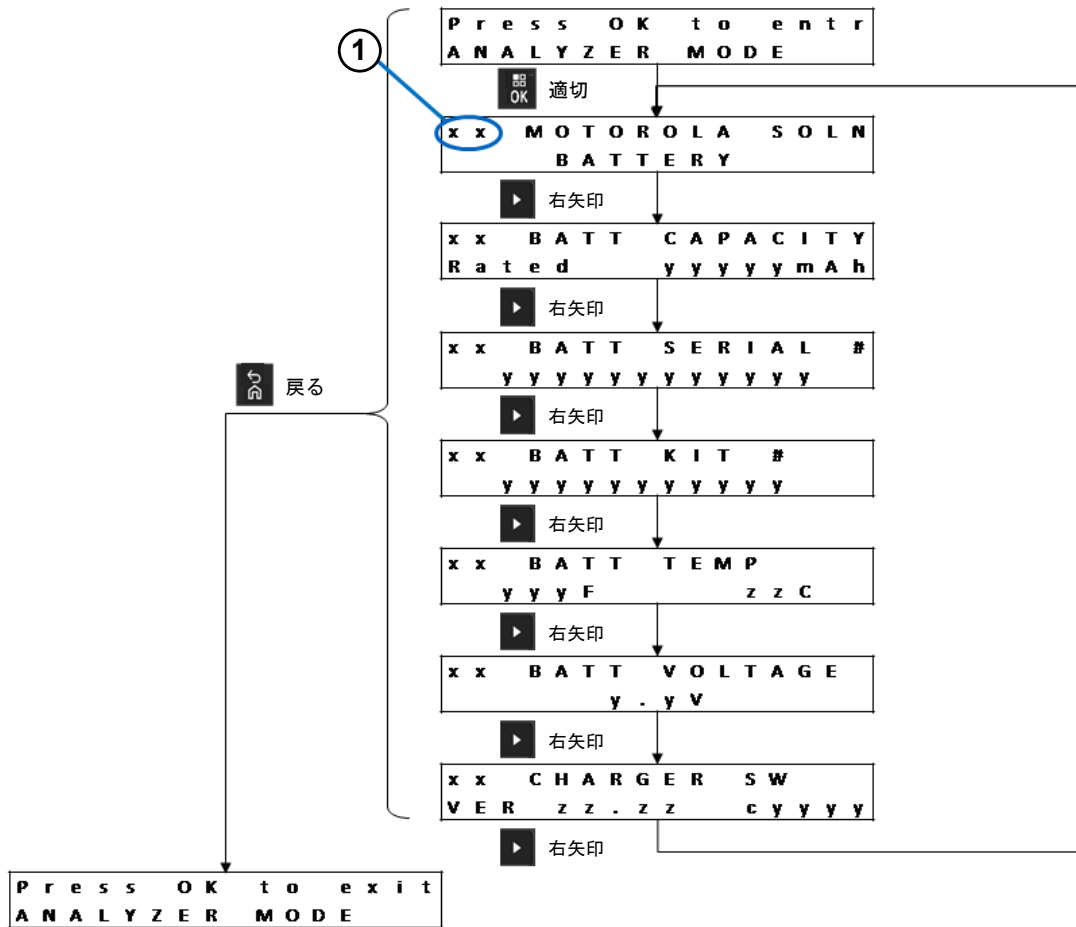 Press OK to entr
ANALYZER MODE
1
OK 適切
xx MOTOROLA SOLN
BATTERY
右矢印
xx BATT CAPACITY
Rated yyyyymAh
右矢印
xx BATT SERIAL #
yyyyyyyyyyyy
右矢印
戻る
xx BATT KIT #
yyyyyyyyyyy
右矢印
xx BATT TEMP
yyyF zzC
右矢印
xx BATT VOLTAGE
y.yV
右矢印
xx CHARGER SW
VER zz.zz cyyyy
右矢印
Press OK to exit
ANALYZER MODE